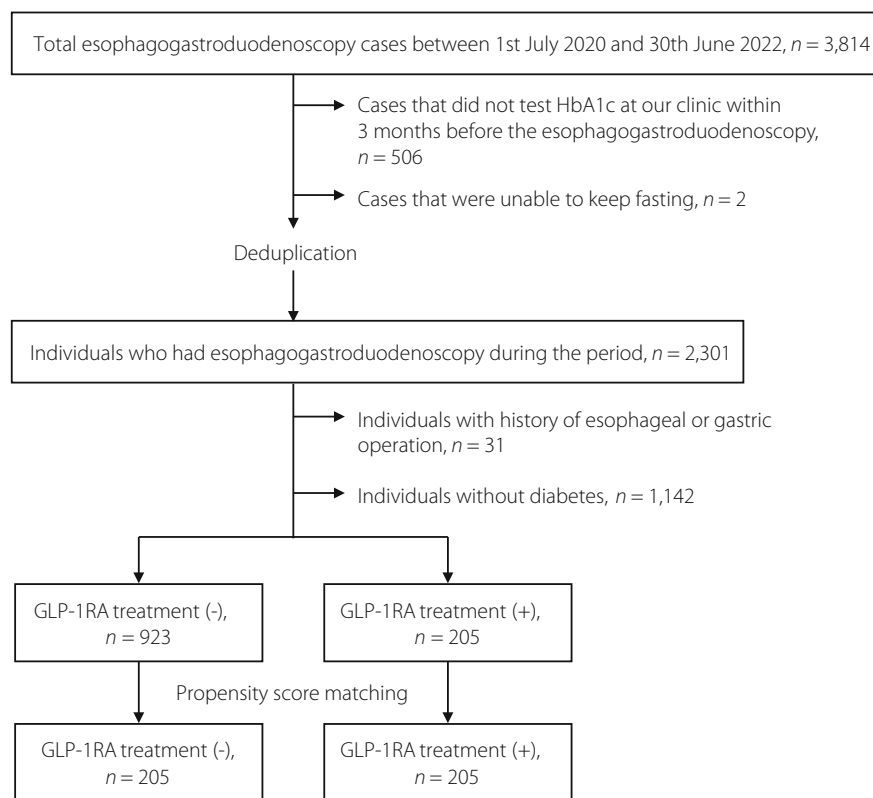 Total esophagogastroduodenoscopy cases between 1st July 2020 and 30th June 2022, n = 3,814
Cases that did not test HbA1c at our clinic within
3 months before the esophagogastroduodenoscopy,
n = 506
Cases that were unable to keep fasting, n = 2
Deduplication
Individuals who had esophagogastroduodenoscopy during the period, n = 2,301
Individuals with history of esophageal or gastric
operation, n = 31
Individuals without diabetes, n = 1,142
GLP-1RA treatment (-),
n = 923
GLP-1RA treatment (+),
n = 205
Propensity score matching
GLP-1RA treatment (-),
n = 205
GLP-1RA treatment (+),
n = 205